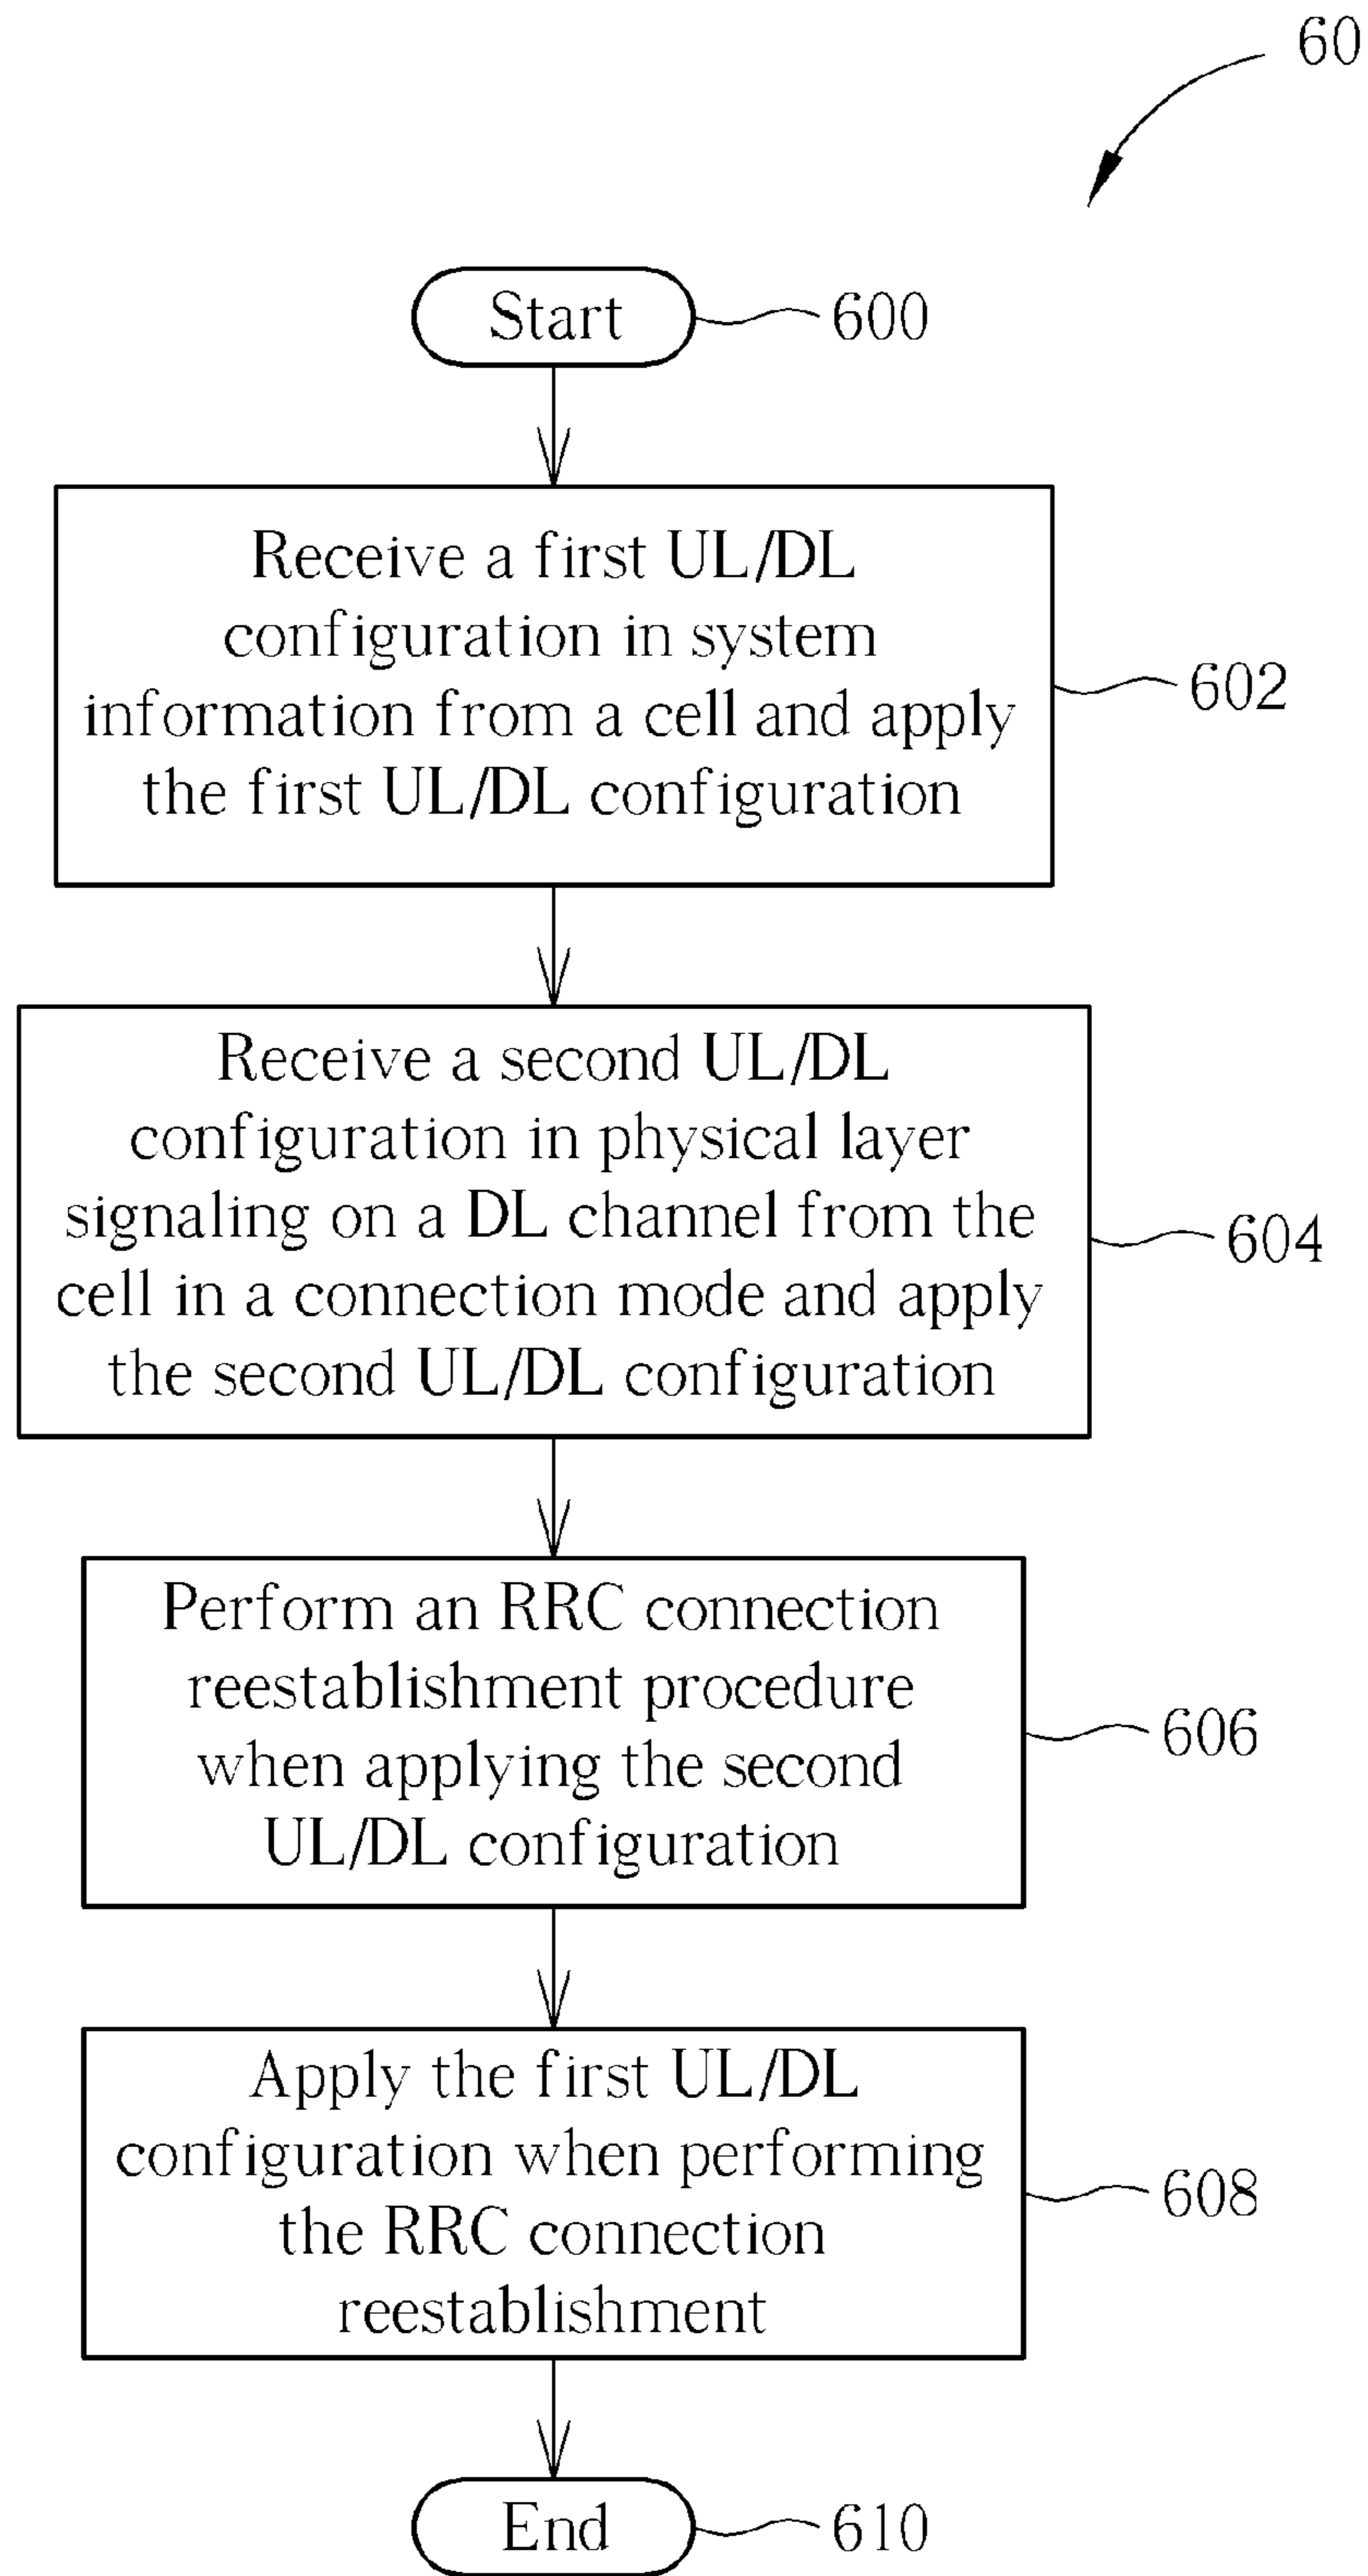 60
Start
600
Receive a first UL/DL
configuration in system
information from a cell and apply
the first UL/DL configuration
602
Receive a second UL/DL
configuration in physical layer
signaling on a DL channel from the
cell in a connection mode and apply
the second UL/DL configuration
604
Perform an RRC connection
reestablishment procedure
when applying the second
UL/DL configuration
606
Apply the first UL/DL
configuration when performing
the RRC connection
reestablishment
608
End
610